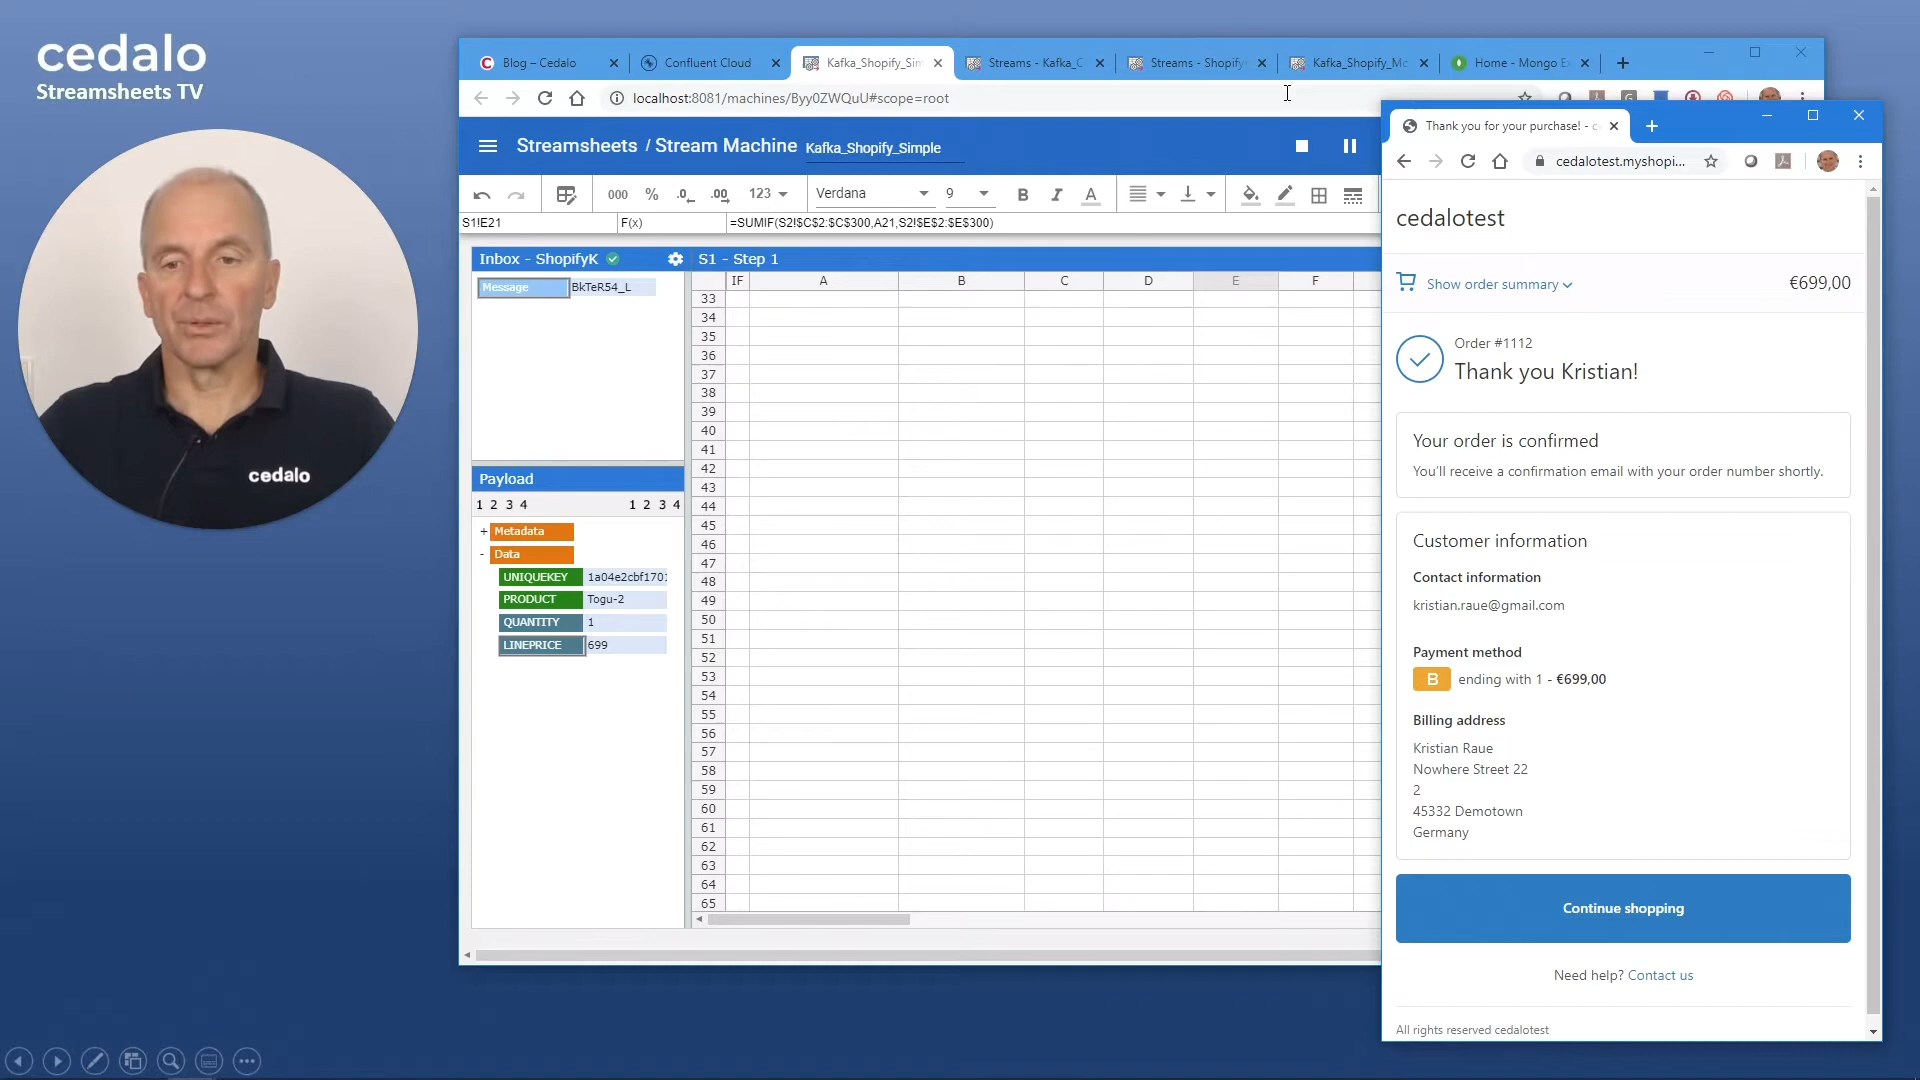 cedalo
Streamsheets TV
cedalo
Blog – Cedalo
Confluent Cloud
Kafka_Shopify_Sim
Streams - Kafka_C
Streams - Shopify
Kafka_Shopify_Mo
Home - Mongo Ex
localhost:8081/machines/Byy0ZWQuU#scope=root
Streamsheets / Stream Machine Kafka_Shopify_Simple
000 % .0 .00 123 Verdana 9 B I A
S1!E21 F(x) =SUMIF(S2!$C$2:$C$300,A21,S2!$E$2:$E$300)
Inbox - ShopifyK
Message BkTeR54_L
Payload
1 2 3 4 1 2 3 4
+ Metadata
- Data
UNIQUEKEY 1a04e2cbf1701
PRODUCT Togu-2
QUANTITY 1
LINEPRICE 699
S1 - Step 1
IF A B C D E F
33
34
35
36
37
38
39
40
41
42
43
44
45
46
47
48
49
50
51
52
53
54
55
56
57
58
59
60
61
62
63
64
65
Thank you for your purchase! - ce
cedalotest.myshopi...
cedalotest
Show order summary €699,00
Order #1112
Thank you Kristian!
Your order is confirmed
You'll receive a confirmation email with your order number shortly.
Customer information
Contact information
kristian.raue@gmail.com
Payment method
B ending with 1 - €699,00
Billing address
Kristian Raue
Nowhere Street 22
2
45332 Demotown
Germany
Continue shopping
Need help? Contact us
All rights reserved cedalotest